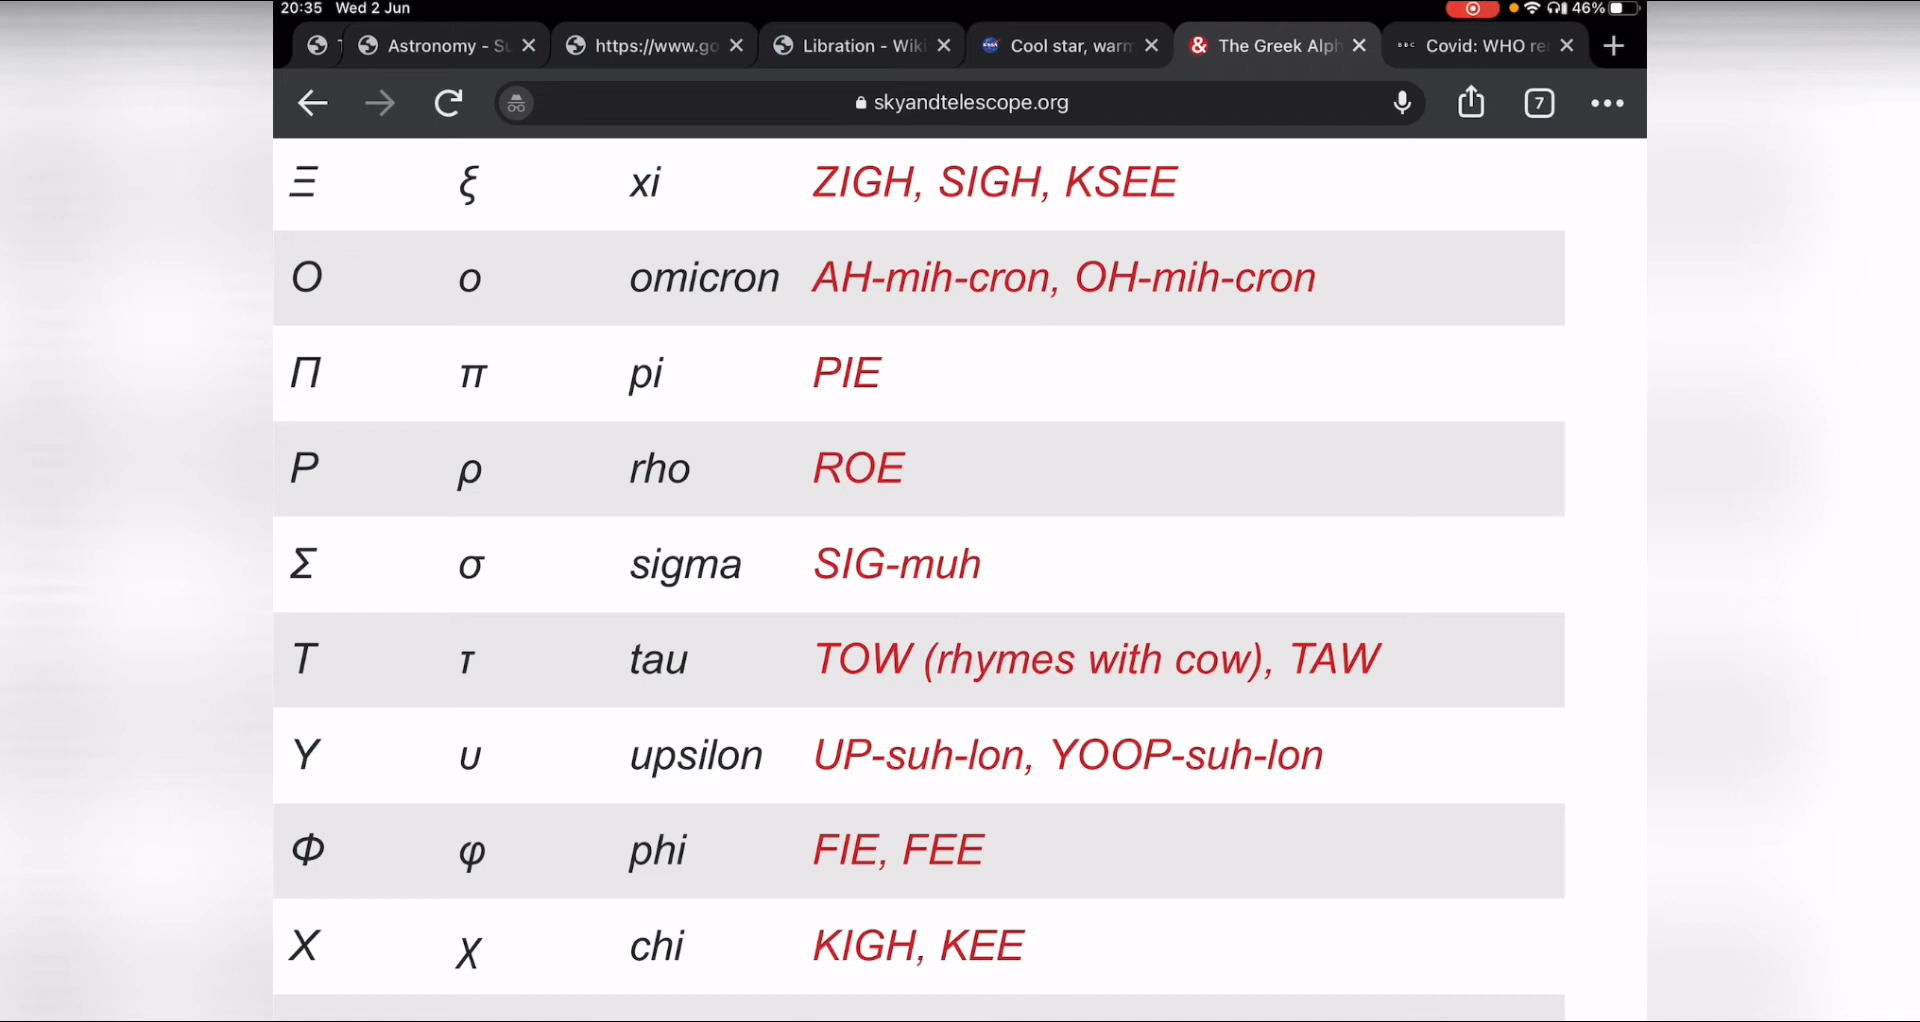 20:35 Wed 2 Jun 46%
Astronomy - Su https://www.go Libration - Wiki Cool star, warm The Greek Alph BBC Covid: WHO re
skyandtelescope.org 7
Ξ ξ xi ZIGH, SIGH, KSEE
Ο ο omicron AH-mih-cron, OH-mih-cron
Π π pi PIE
Ρ ρ rho ROE
Σ σ sigma SIG-muh
Τ τ tau TOW (rhymes with cow), TAW
Υ υ upsilon UP-suh-lon, YOOP-suh-lon
Φ φ phi FIE, FEE
Χ χ chi KIGH, KEE